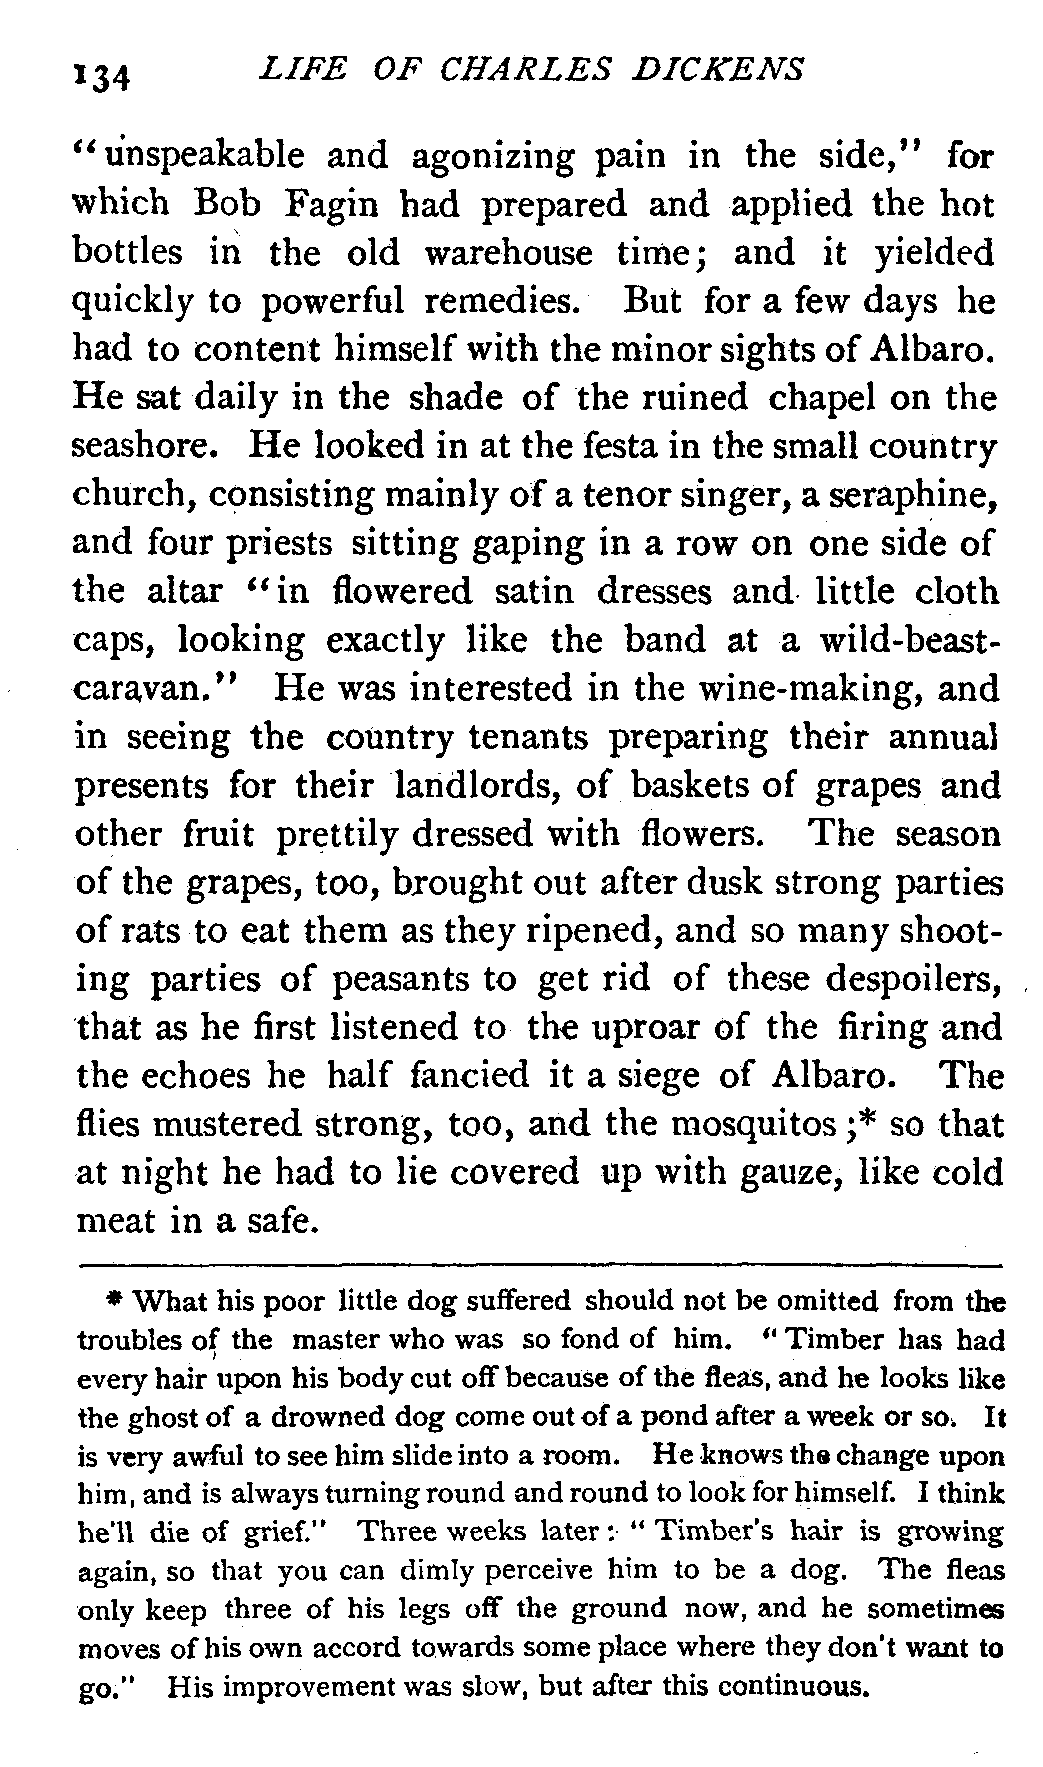 134 LIFE OF CHARLES DICKENS
"unspeakable and agonizing pain in the side," for
which Bob Fagin had prepared and applied the hot
bottles in the old warehouse time; and it yielded
quickly to powerful remedies. But for a few days he
had to content himself with the minor sights of Albaro.
He sat daily in the shade of the ruined chapel on the
seashore. He looked in at the festa in the small country
church, consisting mainly of a tenor singer, a seraphine,
and four priests sitting gaping in a row on one side of
the altar "in flowered satin dresses and little cloth
caps, looking exactly like the band at a wild-beast-
caravan." He was interested in the wine-making, and
in seeing the country tenants preparing their annual
presents for their landlords, of baskets of grapes and
other fruit prettily dressed with flowers. The season
of the grapes, too, brought out after dusk strong parties
of rats to eat them as they ripened, and so many shoot-
ing parties of peasants to get rid of these despoilers,
that as he first listened to the uproar of the firing and
the echoes he half fancied it a siege of Albaro. The
flies mustered strong, too, and the mosquitos;* so that
at night he had to lie covered up with gauze, like cold
meat in a safe.
* What his poor little dog suffered should not be omitted from the
troubles of the master who was so fond of him. "Timber has had
every hair upon his body cut off because of the fleas, and he looks like
the ghost of a drowned dog come out of a pond after a week or so. It
is very awful to see him slide into a room. He knows the change upon
him, and is always turning round and round to look for himself. I think
he'll die of grief." Three weeks later: "Timber's hair is growing
again, so that you can dimly perceive him to be a dog. The fleas
only keep three of his legs off the ground now, and he sometimes
moves of his own accord towards some place where they don't want to
go." His improvement was slow, but after this continuous.